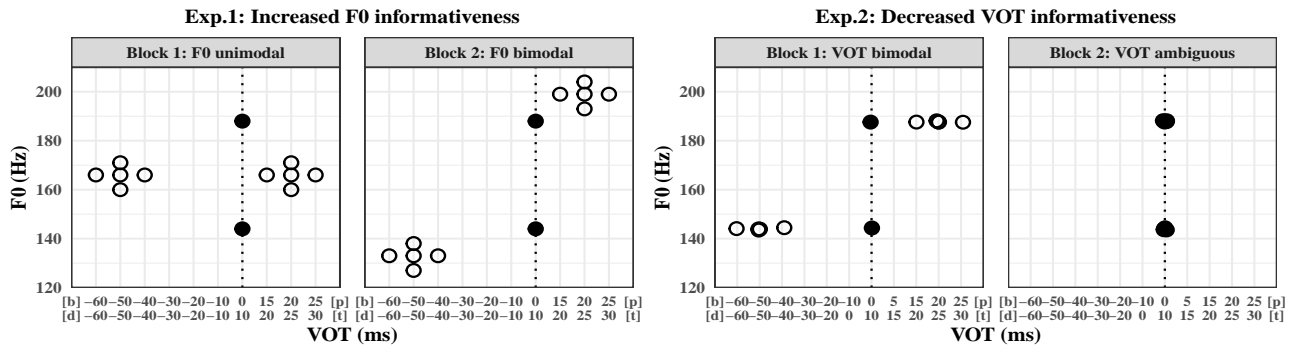 Exp.1: Increased F0 informativeness
Block 1: F0 unimodal
Block 2: F0 bimodal
F0 (Hz)
200
180
160
140
120
[b] −60−50−40−30−20−10 0 15 20 25 [p]
[d] −60−50−40−30−20−10 10 20 25 30 [t]
[b] −60−50−40−30−20−10 0 15 20 25 [p]
[d] −60−50−40−30−20−10 10 20 25 30 [t]
VOT (ms)
Exp.2: Decreased VOT informativeness
Block 1: VOT bimodal
Block 2: VOT ambiguous
F0 (Hz)
200
180
160
140
120
[b] −60−50−40−30−20−10 0 5 15 20 25 [p]
[d] −60−50−40−30−20 0 10 15 20 25 30 [t]
[b] −60−50−40−30−20−10 0 5 15 20 25 [p]
[d] −60−50−40−30−20 0 10 15 20 25 30 [t]
VOT (ms)